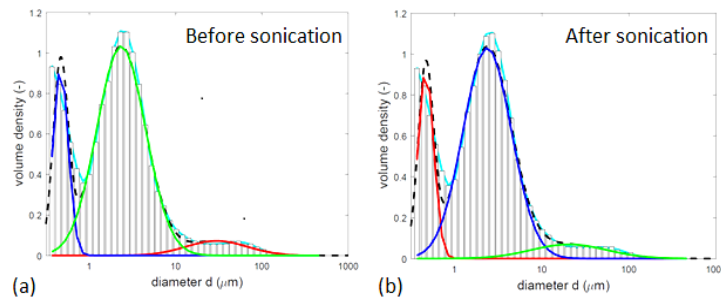 Before sonication
1.2
1
0.8
0.6
0.4
0.2
0
volume density (-)
1
10
100
1000
diameter d (μm)
(a)
After sonication
1.2
1
0.8
0.6
0.4
0.2
0
volume density (-)
1
10
100
1000
diameter d (μm)
(b)